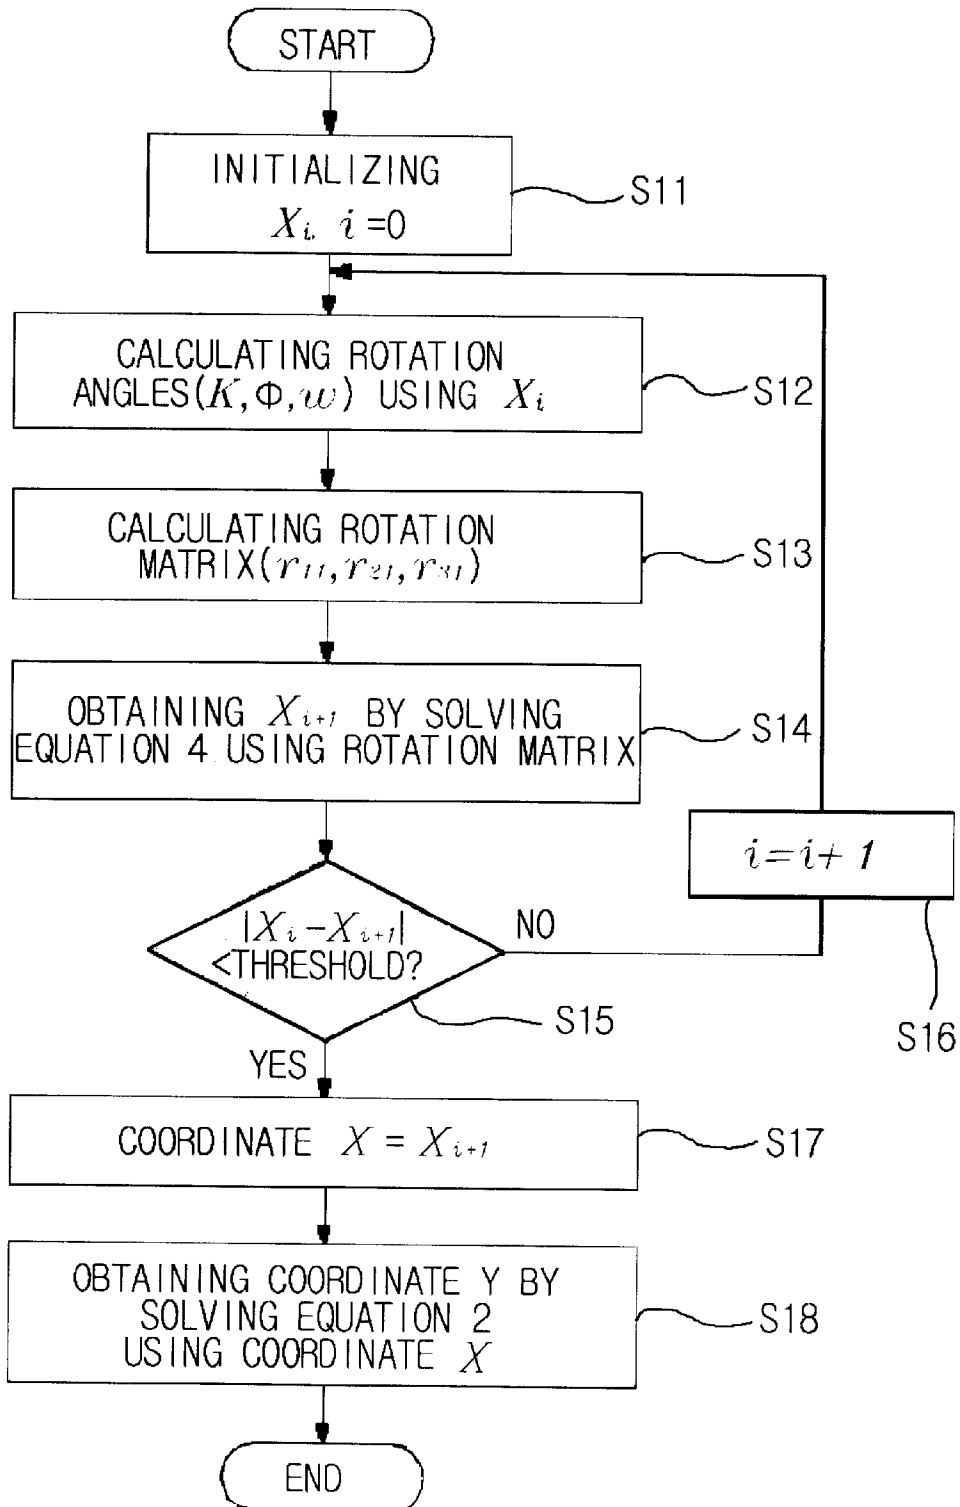 START
INITIALIZING
Xi, i=0
S11
CALCULATING ROTATION
ANGLES(K,Φ,w) USING Xi
S12
CALCULATING ROTATION
MATRIX(r11,r21,r31)
S13
OBTAINING Xi+1 BY SOLVING
EQUATION 4 USING ROTATION MATRIX
S14
i=i+1
S16
|Xi-Xi+1|
<THRESHOLD?
NO
S15
YES
COORDINATE X = Xi+1
S17
OBTAINING COORDINATE Y BY
SOLVING EQUATION 2
USING COORDINATE X
S18
END